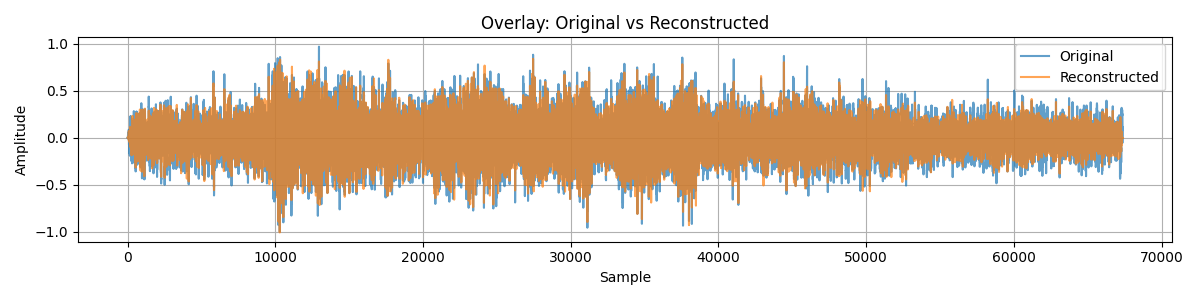 Overlay: Original vs Reconstructed
1.0
0.5
0.0
−0.5
−1.0
Amplitude
Original
Reconstructed
0
10000
20000
30000
40000
50000
60000
70000
Sample